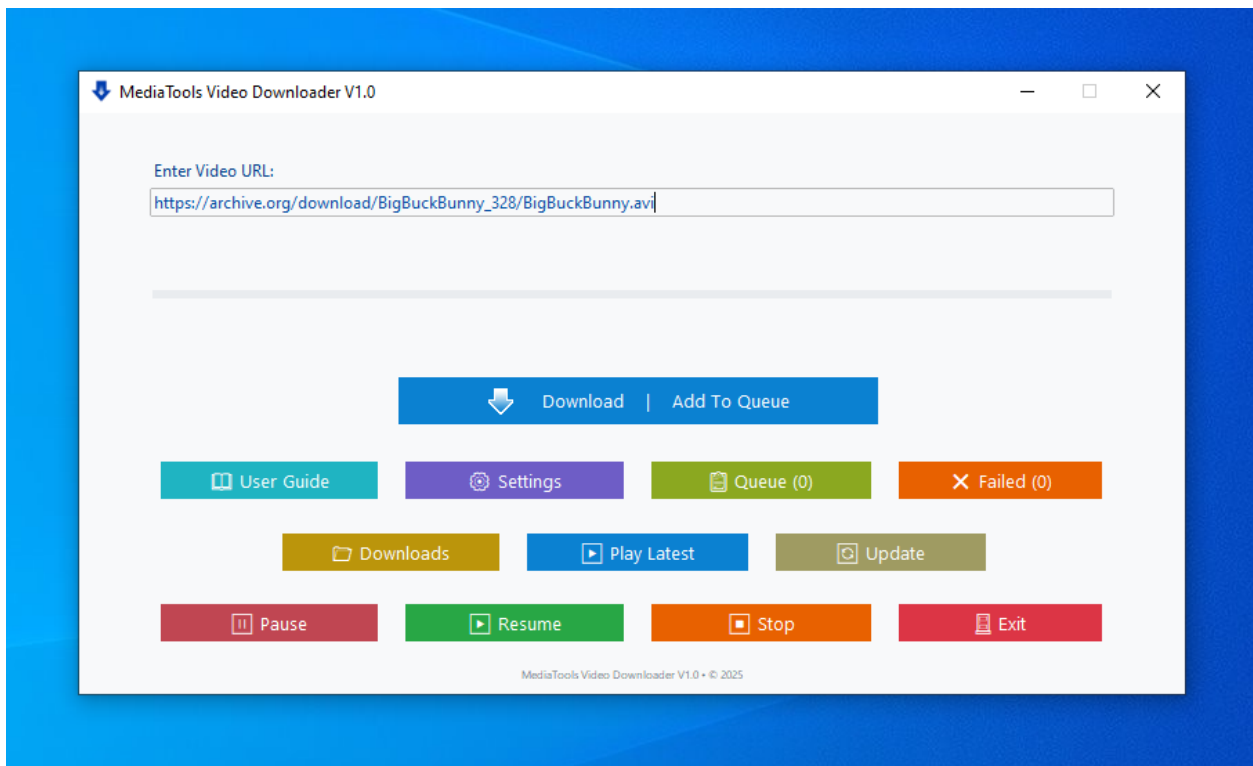 MediaTools Video Downloader V1.0
Enter Video URL:
https://archive.org/download/BigBuckBunny_328/BigBuckBunny.avi
Download | Add To Queue
User Guide
Settings
Queue (0)
Failed (0)
Downloads
Play Latest
Update
Pause
Resume
Stop
Exit
MediaTools Video Downloader V1.0 • © 2025